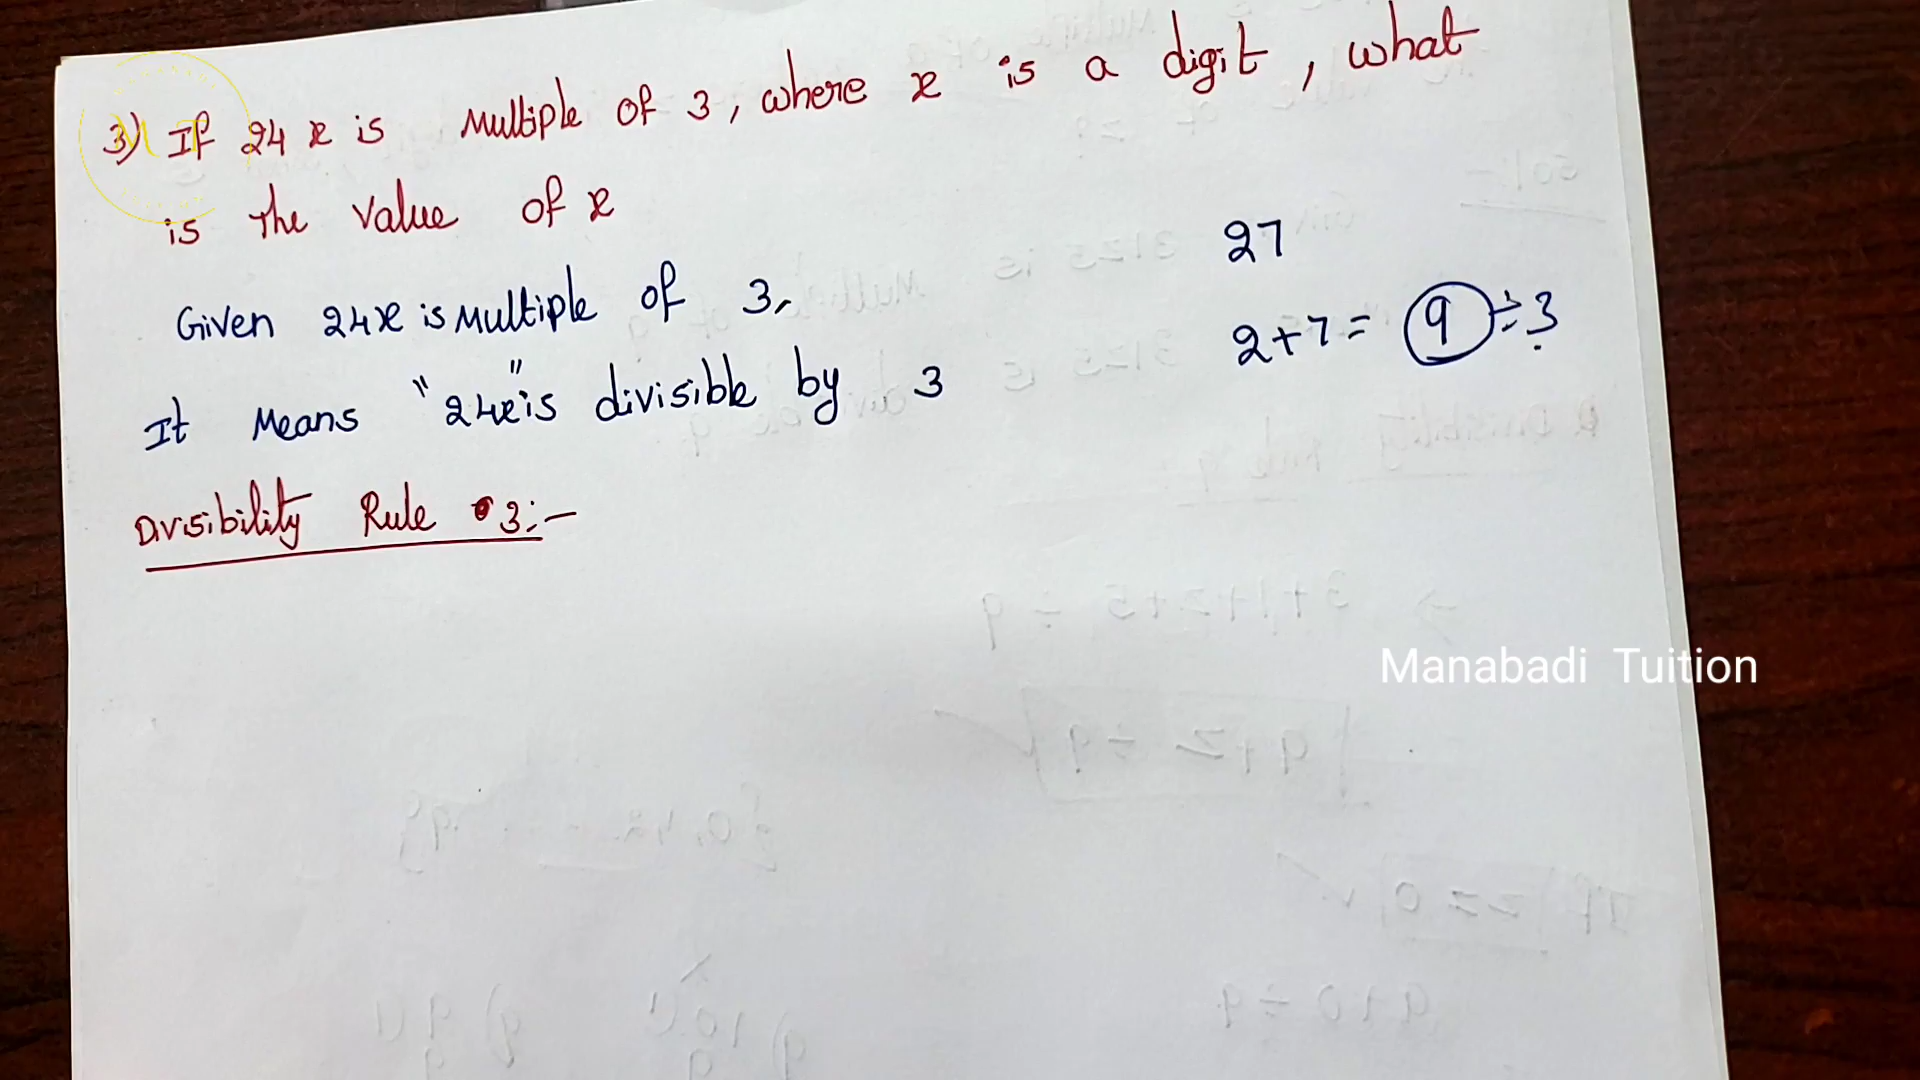 3) If 24 x is Multiple of 3, where x is a digit, what
is the value of x
Given 24x is Multiple of 3.
It Means "24x" is divisible by 3
Divisibility Rule 3:-
27
2+7= 9 ÷3
Manabadi Tuition